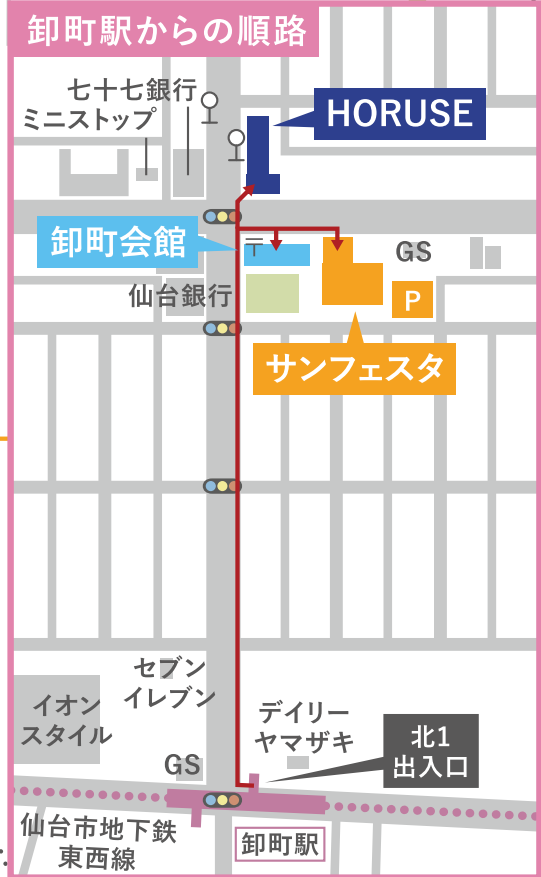 卸町駅からの順路
七十七銀行
ミニストップ
HORUSE
卸町会館
〒
GS
仙台銀行
P
サンフェスタ
セブン
イレブン
イオン
スタイル
デイリー
ヤマザキ
GS
北1
出入口
仙台市地下鉄
東西線
卸町駅